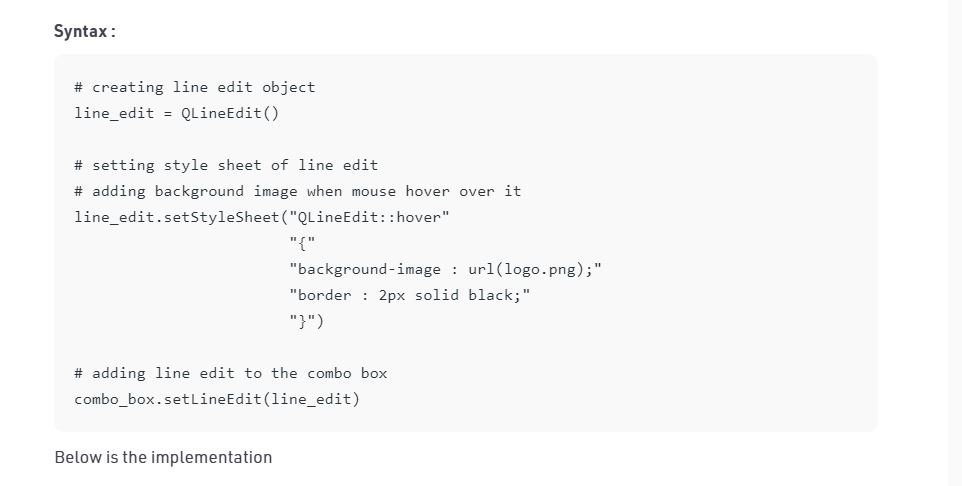 Syntax :
# creating line edit object
line_edit = QLineEdit()
# setting style sheet of line edit
# adding background image when mouse hover over it
line_edit.setStyleSheet("QLineEdit::hover"
"{"
"background-image : url(logo.png);"
"border : 2px solid black;"
"}")
# adding line edit to the combo box
combo_box.setLineEdit(line_edit)
Below is the implementation